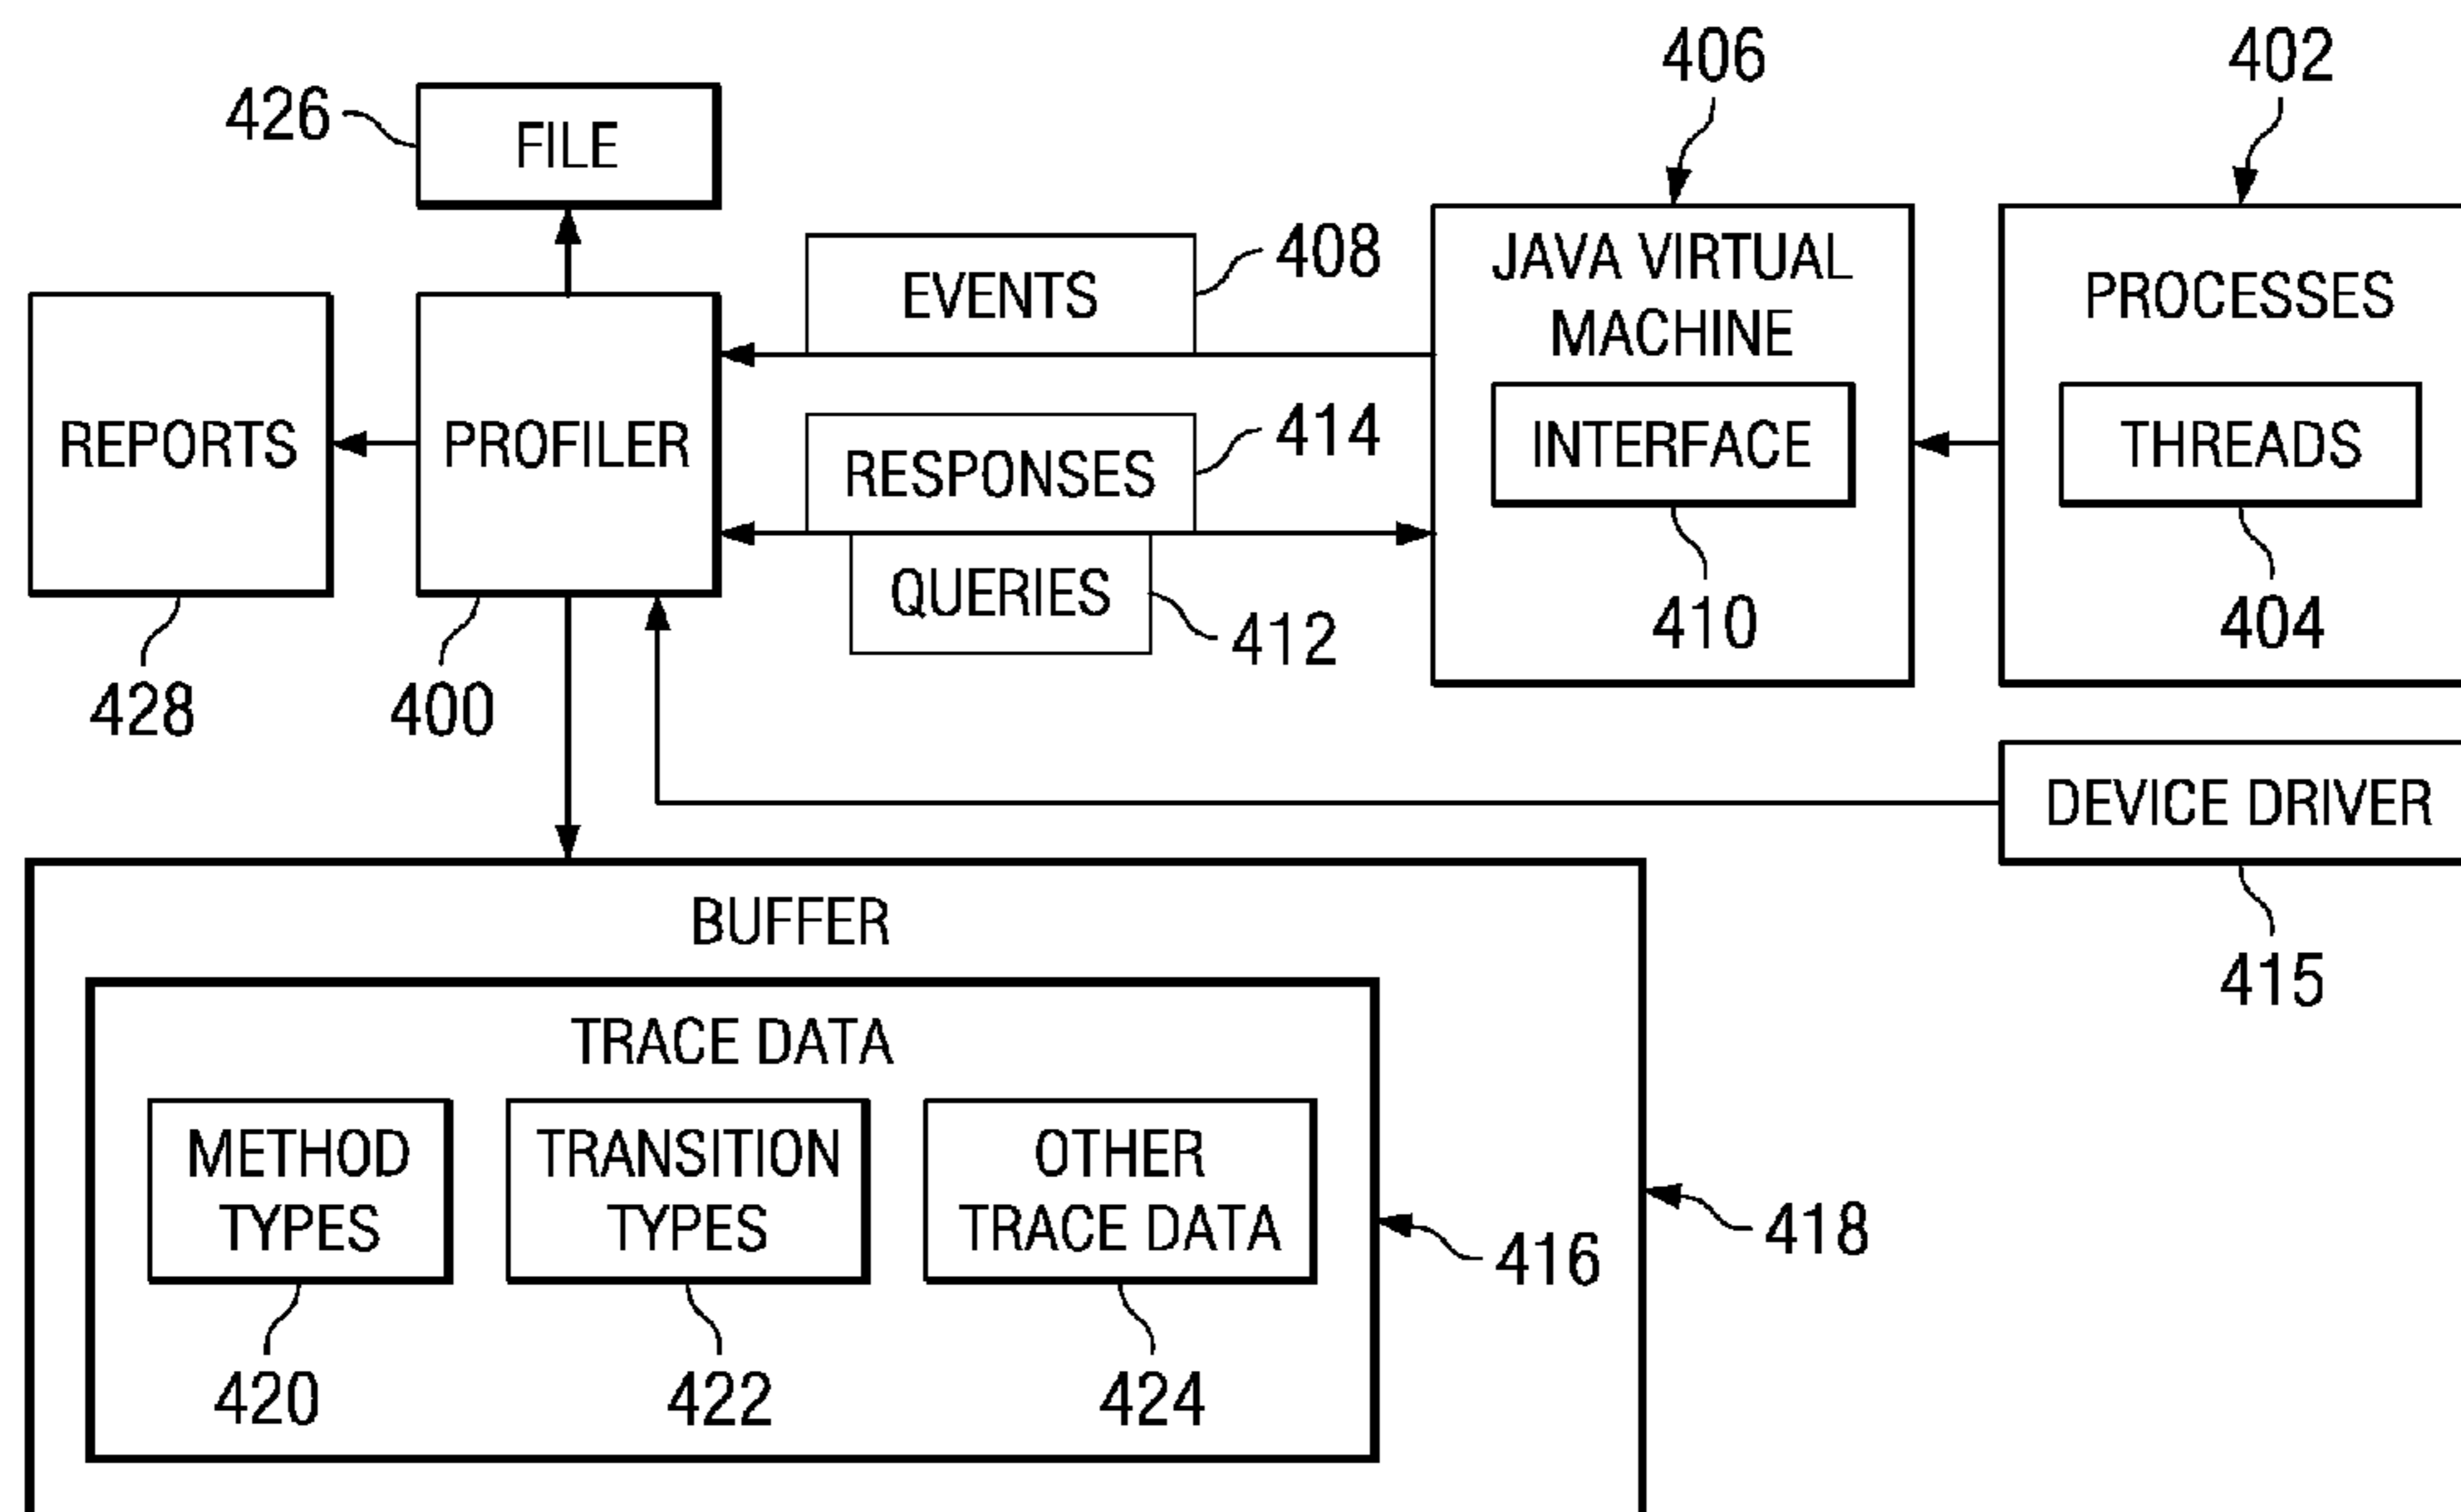 406
402
426
FILE
EVENTS
408
JAVA VIRTUAL
MACHINE
PROCESSES
REPORTS
PROFILER
RESPONSES
414
INTERFACE
THREADS
QUERIES
412
410
404
428
400
DEVICE DRIVER
415
BUFFER
TRACE DATA
METHOD
TYPES
TRANSITION
TYPES
OTHER
TRACE DATA
416
418
420
422
424